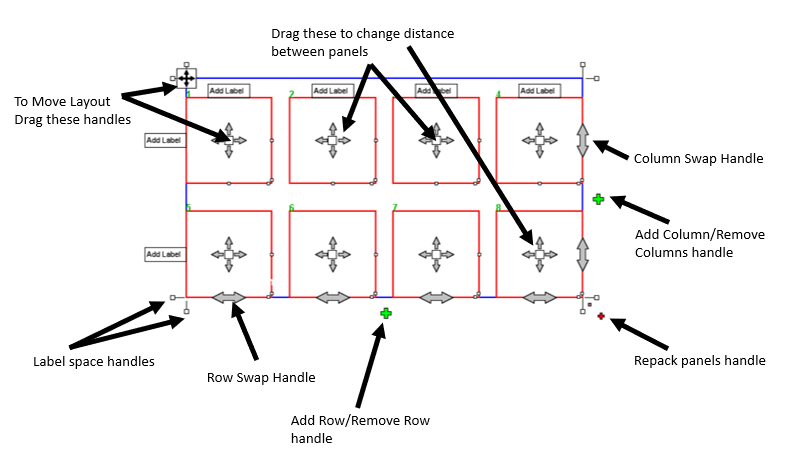 Drag these to change distance
between panels
To Move Layout
Drag these handles
Add Label
Add Label
Add Label
Add Label
1
2
4
Add Label
Column Swap Handle
5
6
7
8
Add Column/Remove
Columns handle
Add Label
Label space handles
Row Swap Handle
Repack panels handle
Add Row/Remove Row
handle